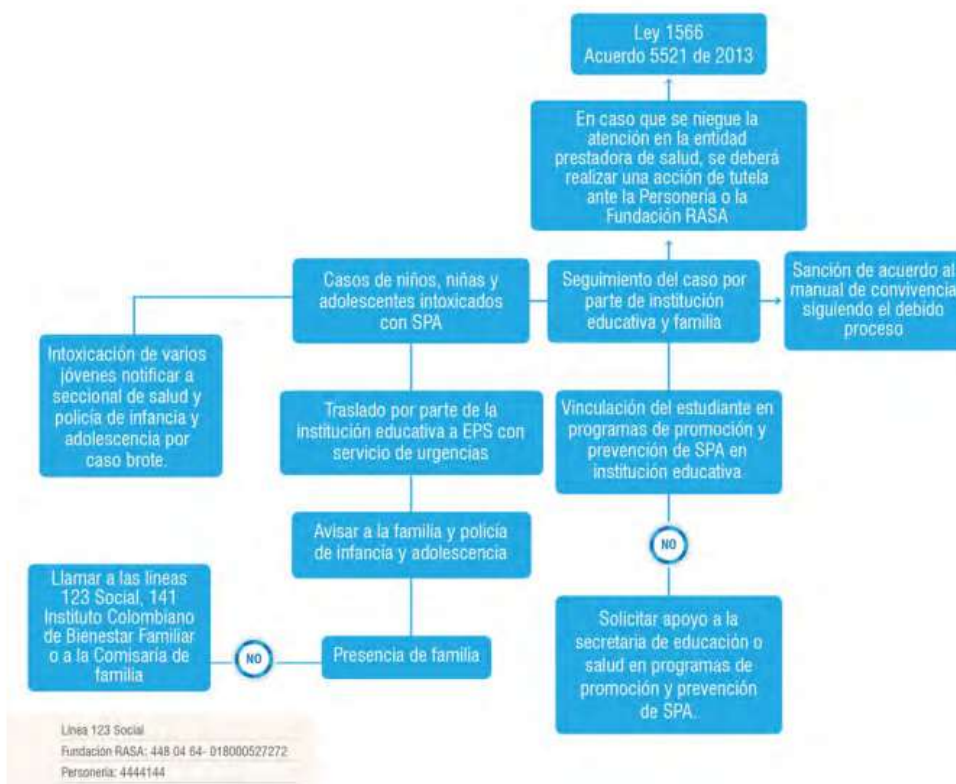 Ley 1566
Acuerdo 5521 de 2013
En caso que se niegue la
atención en la entidad
prestadora de salud, se deberá
realizar una acción de tutela
ante la Personería o la
Fundación RASA
Casos de niños, niñas y
adolescentes intoxicados
con SPA
Seguimiento del caso por
parte de institución
educativa y familia
Sanción de acuerdo al
manual de convivencia
siguiendo el debido
proceso
Intoxicación de varios
jóvenes notificar a
seccional de salud y
policía de infancia y
adolescencia por
caso brote.
Traslado por parte de la
institución educativa a EPS con
servicio de urgencias
Vinculación del estudiante en
programas de promoción y
prevención de SPA en
institución educativa
Avisar a la familia y policía
de infancia y adolescencia
NO
Llamar a las líneas
123 Social, 141
Instituto Colombiano
de Bienestar Familiar
o a la Comisaría de
familia
NO
Presencia de familia
Solicitar apoyo a la
secretaria de educación o
salud en programas de
promoción y prevención
de SPA.
Línea 123 Social
Fundación RASA: 448 04 64- 018000527272
Personería: 4444144